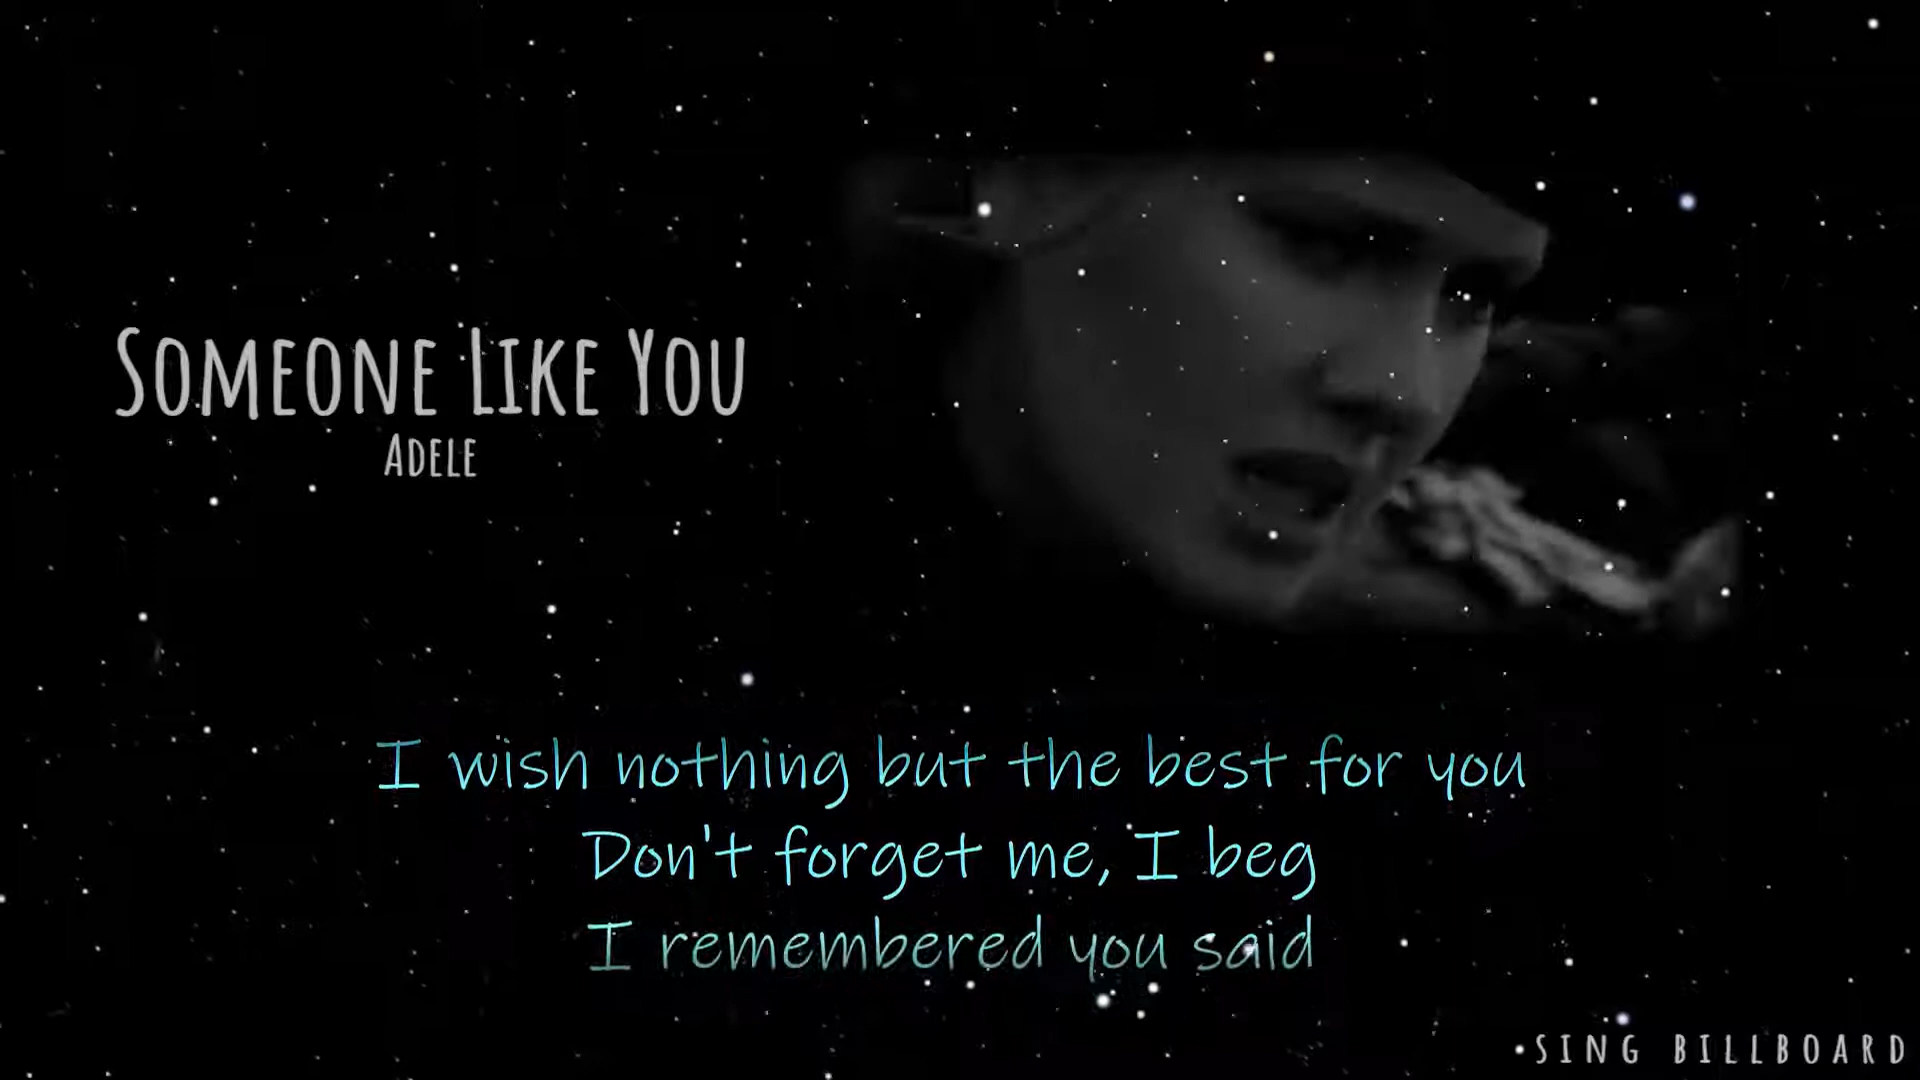 Someone Like You
Adele
I wish nothing but the best for you
Don't forget me, I beg
I remembered you said
SING BILLBOARD